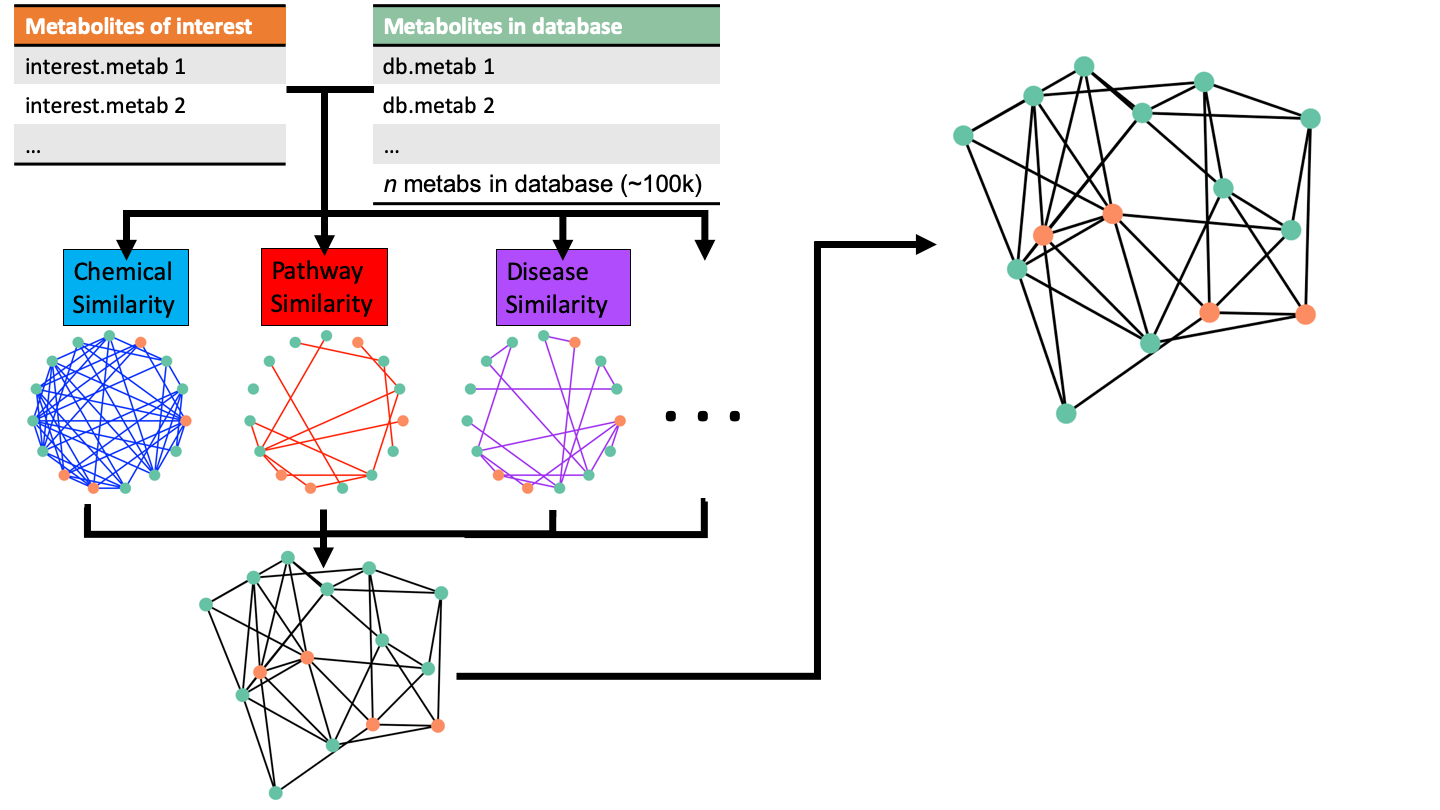 Metabolites of interest
interest.metab 1
interest.metab 2
...
Metabolites in database
db.metab 1
db.metab 2
...
n metabs in database (~100k)
Chemical
Similarity
Pathway
Similarity
Disease
Similarity
...